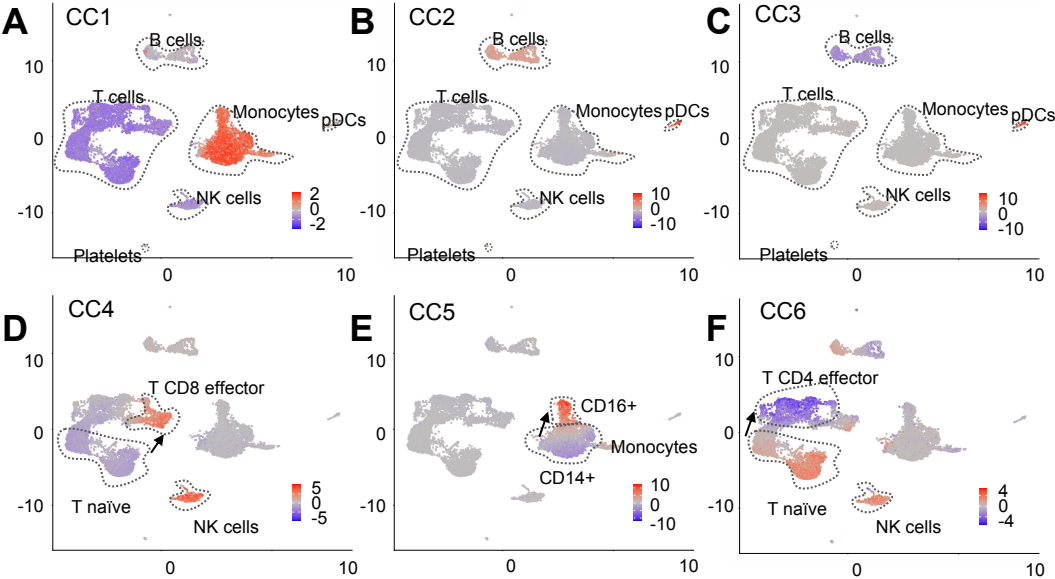 A
CC1
B cells
T cells
Monocytes
pDCs
NK cells
Platelets
10
0
-10
2
0
-2
0
10
B
CC2
B cells
T cells
Monocytes
pDCs
NK cells
Platelets
10
0
-10
10
0
-10
0
10
C
CC3
B cells
T cells
Monocytes
pDCs
NK cells
Platelets
10
0
-10
10
0
-10
0
10
D
CC4
T CD8 effector
T naïve
NK cells
10
0
-10
5
0
-5
0
10
E
CC5
CD16+
Monocytes
CD14+
10
0
-10
10
0
-10
0
10
F
CC6
T CD4 effector
T naïve
NK cells
10
0
-10
4
0
-4
0
10